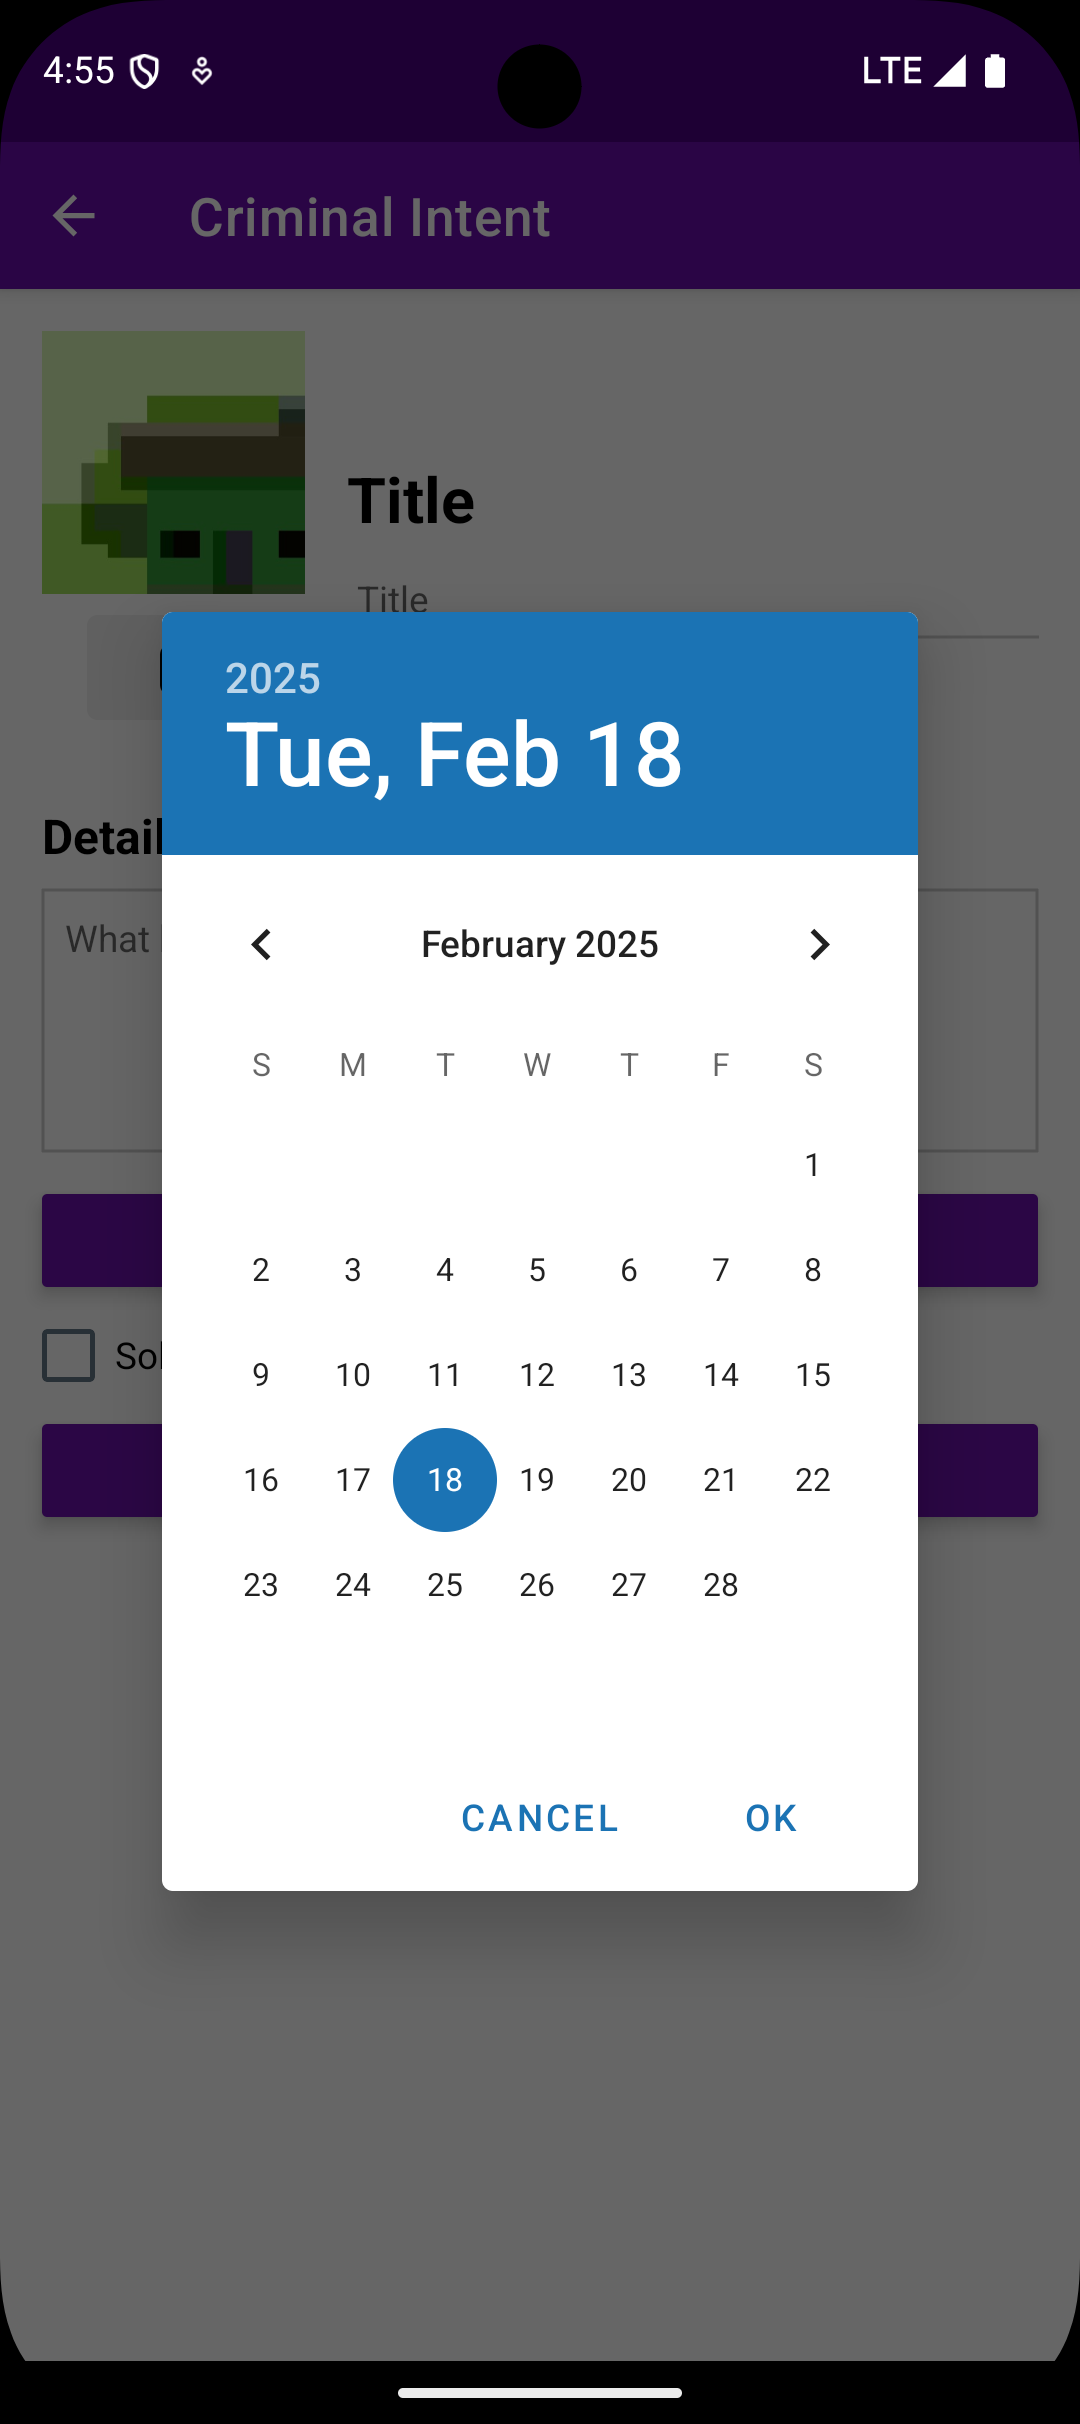 4:55 LTE
Criminal Intent
Title
Title
2025
Tue, Feb 18
Detail
What
February 2025
S M T W T F S
1
2 3 4 5 6 7 8
9 10 11 12 13 14 15
Sol
16 17 18 19 20 21 22
23 24 25 26 27 28
CANCEL OK